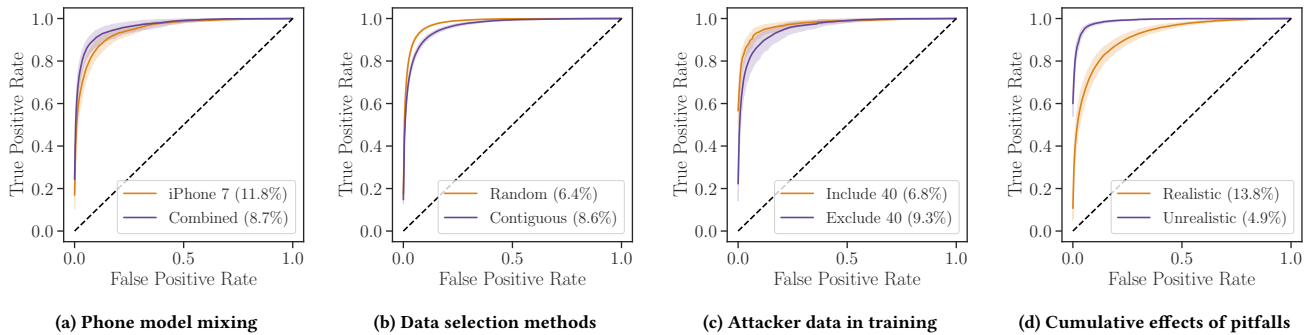 True Positive Rate
1.0
0.8
0.6
0.4
0.2
0.0
iPhone 7 (11.8%)
Combined (8.7%)
0.0 0.5 1.0
False Positive Rate
(a) Phone model mixing
True Positive Rate
1.0
0.8
0.6
0.4
0.2
0.0
Random (6.4%)
Contiguous (8.6%)
0.0 0.5 1.0
False Positive Rate
(b) Data selection methods
True Positive Rate
1.0
0.8
0.6
0.4
0.2
0.0
Include 40 (6.8%)
Exclude 40 (9.3%)
0.0 0.5 1.0
False Positive Rate
(c) Attacker data in training
True Positive Rate
1.0
0.8
0.6
0.4
0.2
0.0
Realistic (13.8%)
Unrealistic (4.9%)
0.0 0.5 1.0
False Positive Rate
(d) Cumulative effects of pitfalls